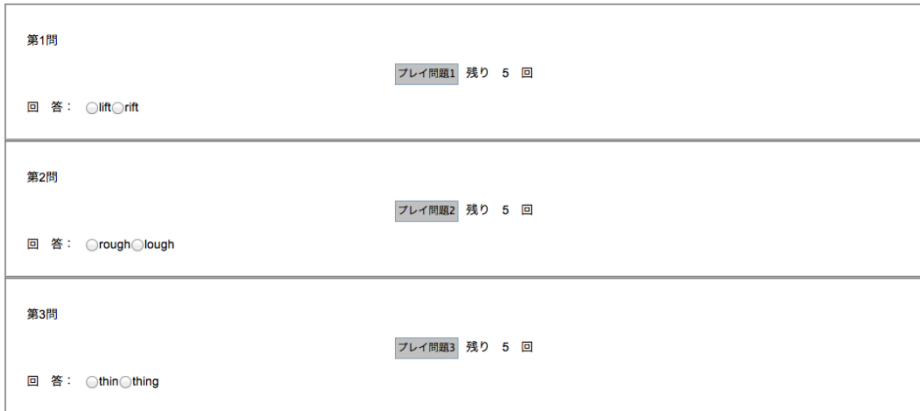 第1問
プレイ問題1 残り 5 回
回 答： lift rift
第2問
プレイ問題2 残り 5 回
回 答： rough lough
第3問
プレイ問題3 残り 5 回
回 答： thin thing